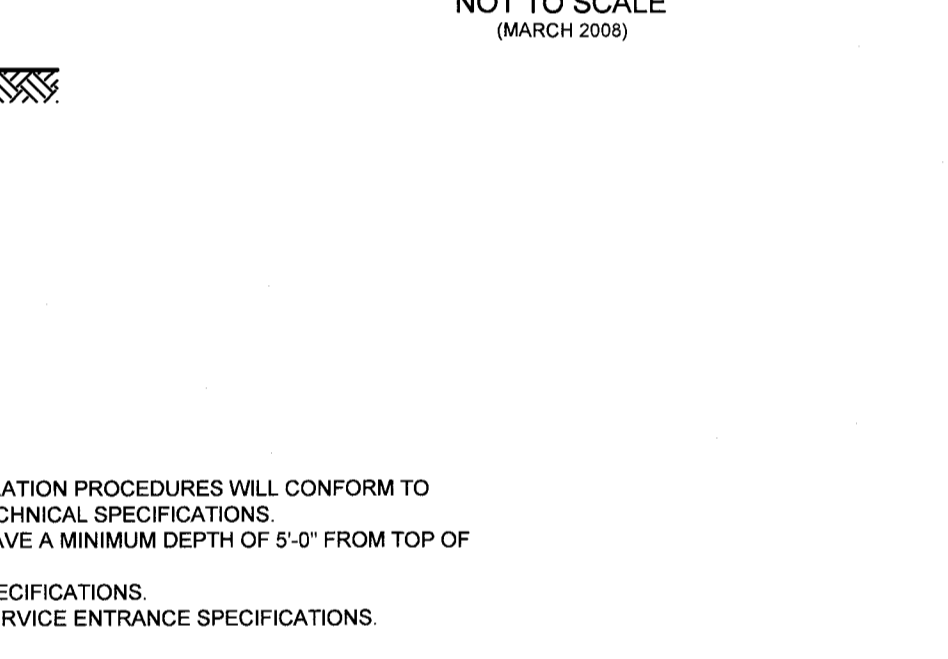 NOT TO SCALE
(MARCH 2008)
ATION PROCEDURES WILL CONFORM TO
CHNICAL SPECIFICATIONS.
AVE A MINIMUM DEPTH OF 5'-0" FROM TOP OF
ECIFICATIONS.
RVICE ENTRANCE SPECIFICATIONS.